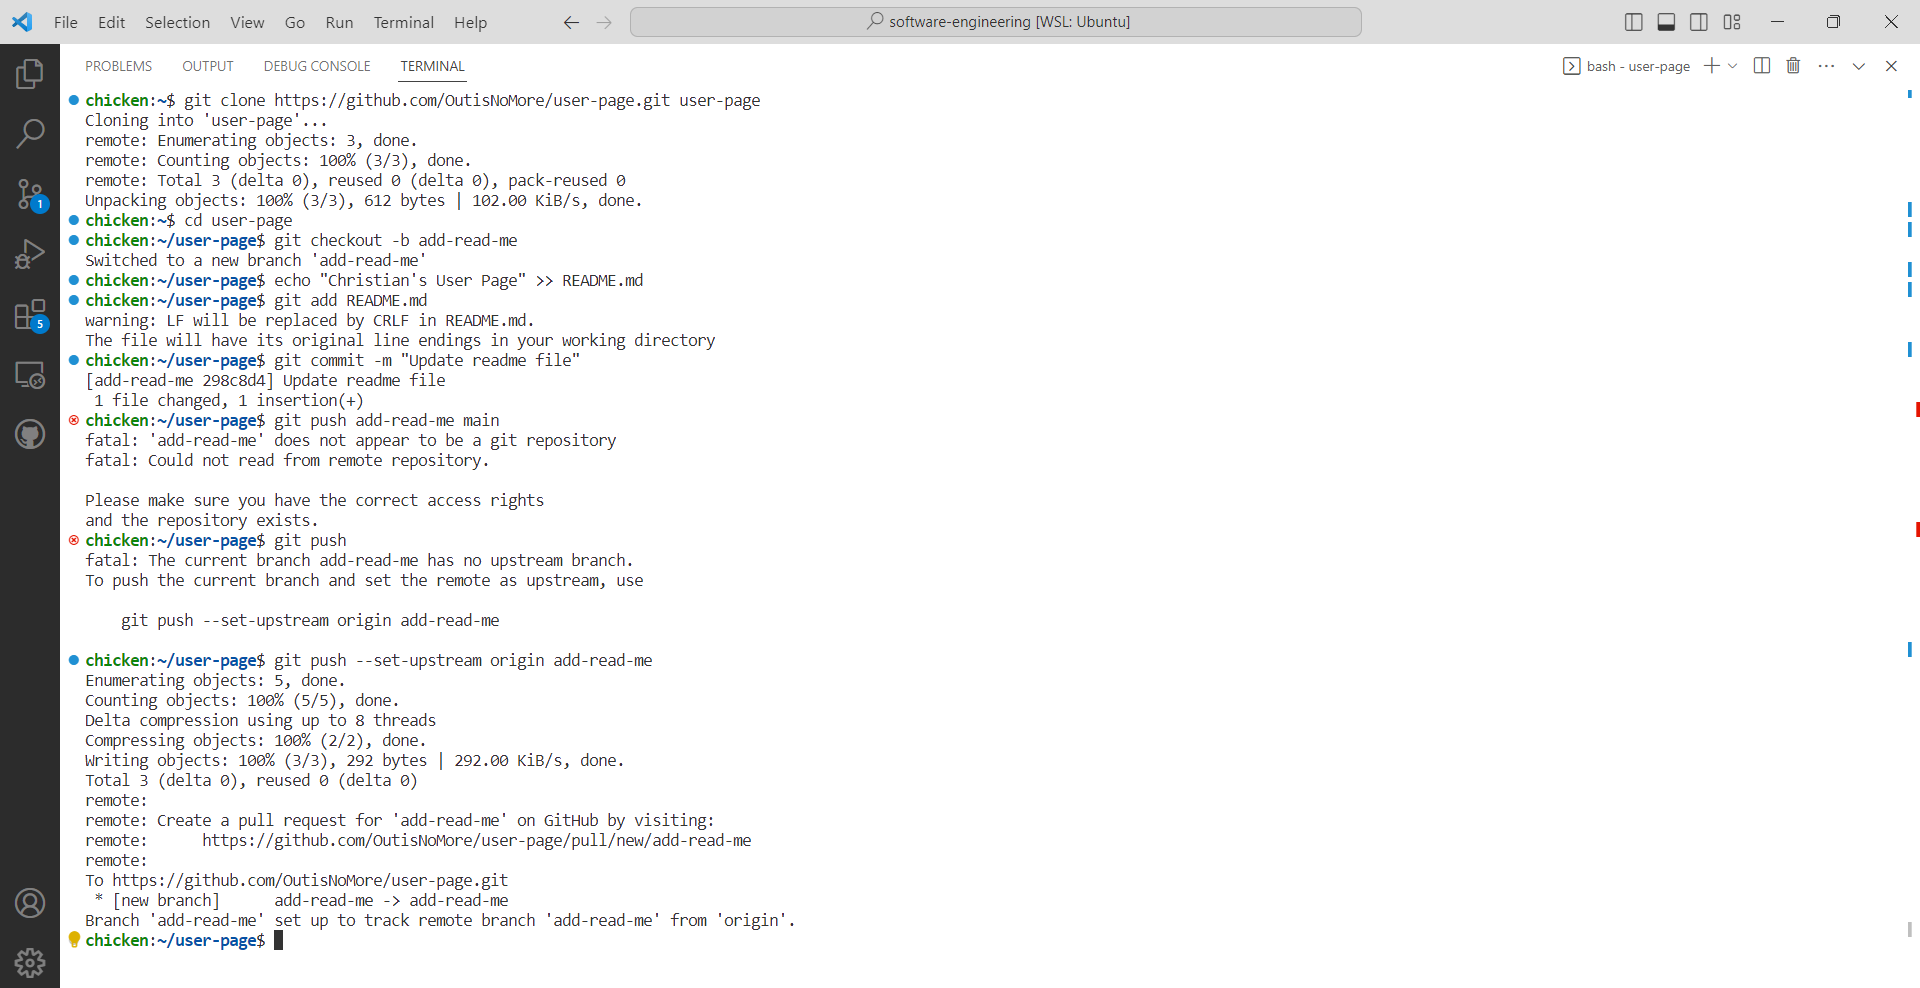 File Edit Selection View Go Run Terminal Help software-engineering [WSL: Ubuntu]
PROBLEMS OUTPUT DEBUG CONSOLE TERMINAL bash - user-page
chicken:~$ git clone https://github.com/OutisNoMore/user-page.git user-page
Cloning into 'user-page'...
remote: Enumerating objects: 3, done.
remote: Counting objects: 100% (3/3), done.
remote: Total 3 (delta 0), reused 0 (delta 0), pack-reused 0
Unpacking objects: 100% (3/3), 612 bytes | 102.00 KiB/s, done.
chicken:~$ cd user-page
chicken:~/user-page$ git checkout -b add-read-me
Switched to a new branch 'add-read-me'
chicken:~/user-page$ echo "Christian's User Page" >> README.md
chicken:~/user-page$ git add README.md
warning: LF will be replaced by CRLF in README.md.
The file will have its original line endings in your working directory
chicken:~/user-page$ git commit -m "Update readme file"
[add-read-me 298c8d4] Update readme file
 1 file changed, 1 insertion(+)
chicken:~/user-page$ git push add-read-me main
fatal: 'add-read-me' does not appear to be a git repository
fatal: Could not read from remote repository.

Please make sure you have the correct access rights
and the repository exists.
chicken:~/user-page$ git push
fatal: The current branch add-read-me has no upstream branch.
To push the current branch and set the remote as upstream, use

    git push --set-upstream origin add-read-me

chicken:~/user-page$ git push --set-upstream origin add-read-me
Enumerating objects: 5, done.
Counting objects: 100% (5/5), done.
Delta compression using up to 8 threads
Compressing objects: 100% (2/2), done.
Writing objects: 100% (3/3), 292 bytes | 292.00 KiB/s, done.
Total 3 (delta 0), reused 0 (delta 0)
remote:
remote: Create a pull request for 'add-read-me' on GitHub by visiting:
remote:      https://github.com/OutisNoMore/user-page/pull/new/add-read-me
remote:
To https://github.com/OutisNoMore/user-page.git
 * [new branch]      add-read-me -> add-read-me
Branch 'add-read-me' set up to track remote branch 'add-read-me' from 'origin'.
chicken:~/user-page$
1
5